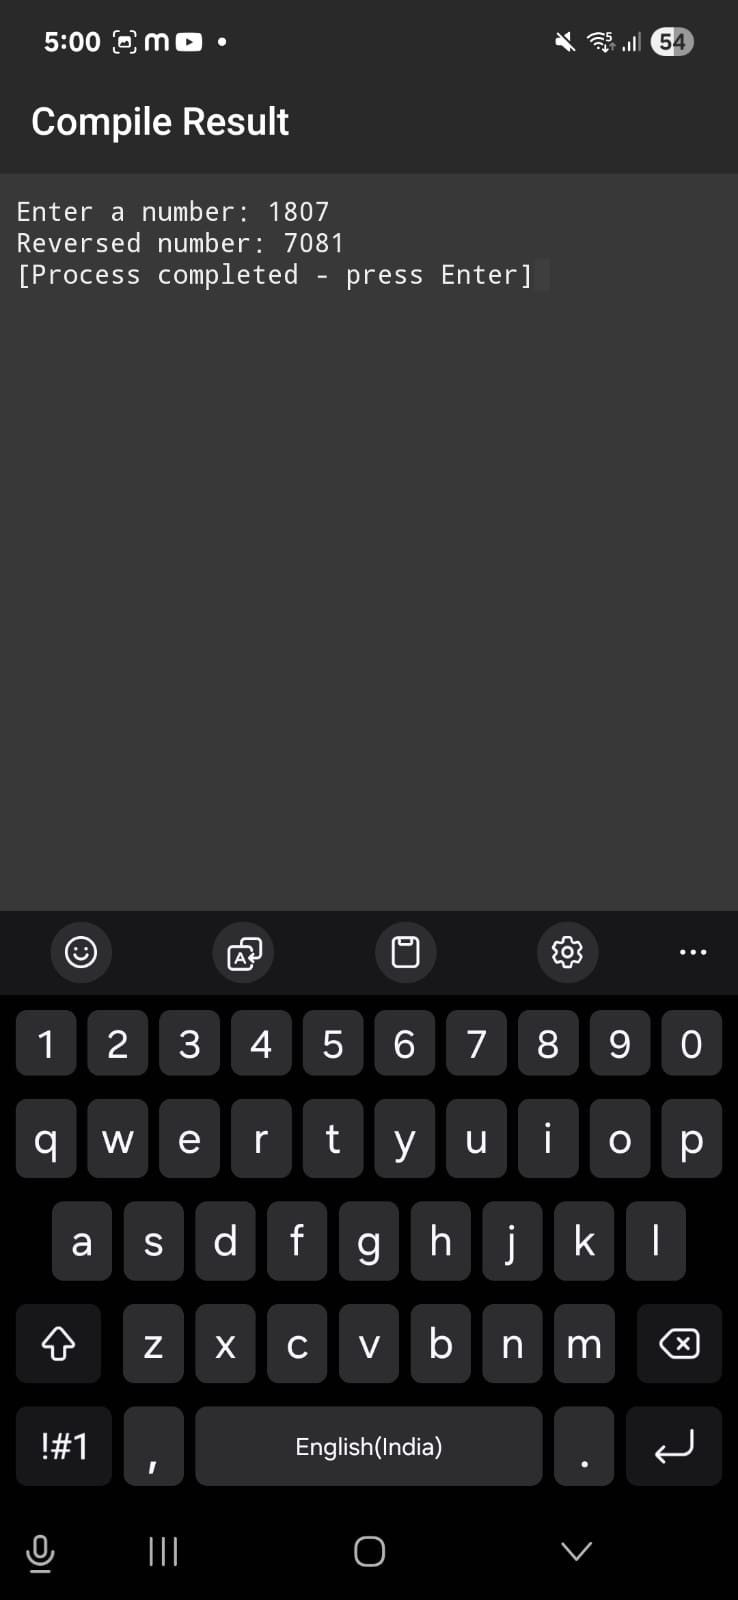 5:00
54
Compile Result
Enter a number: 1807
Reversed number: 7081
[Process completed - press Enter]
1 2 3 4 5 6 7 8 9 0
q w e r t y u i o p
a s d f g h j k l
z x c v b n m
!#1 , English(India) .